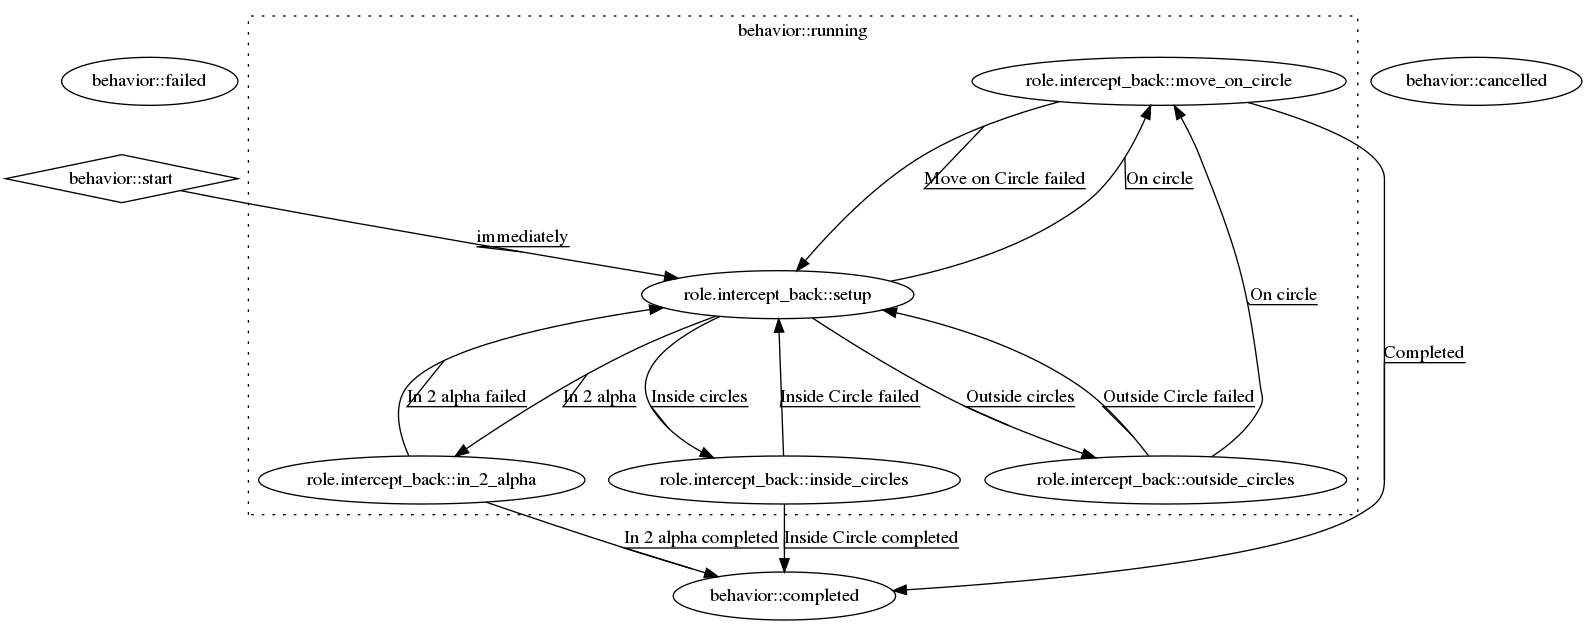 behavior::running
behavior::failed
role.intercept_back::move_on_circle
behavior::cancelled
behavior::start
Move on Circle failed
On circle
immediately
role.intercept_back::setup
On circle
Completed
In 2 alpha failed
In 2 alpha
Inside circles
Inside Circle failed
Outside circles
Outside Circle failed
role.intercept_back::in_2_alpha
role.intercept_back::inside_circles
role.intercept_back::outside_circles
In 2 alpha completed
Inside Circle completed
behavior::completed